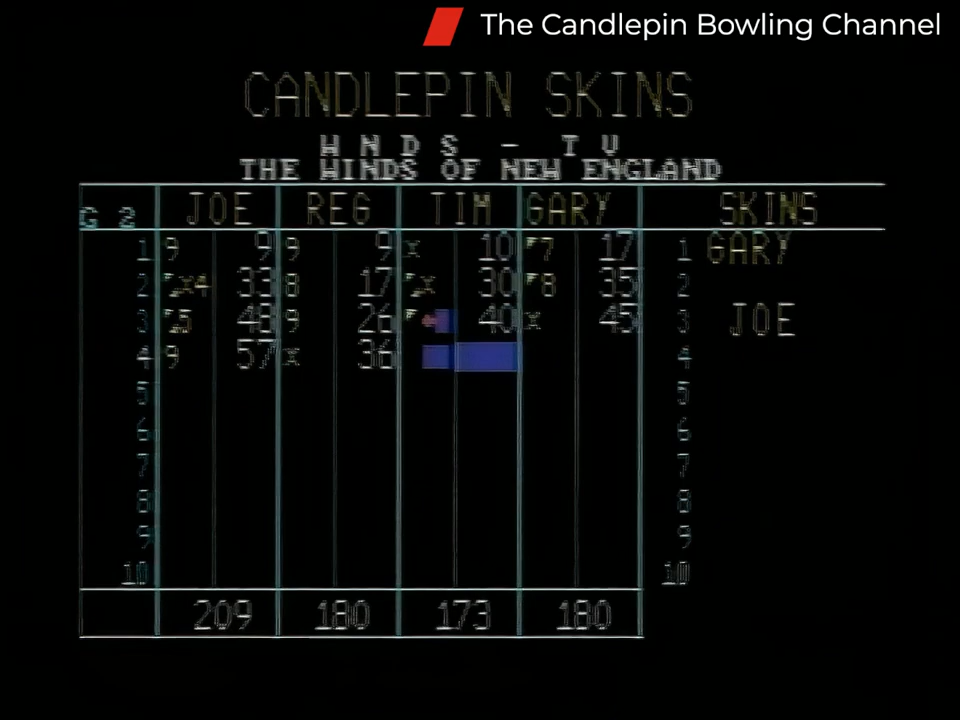 The Candlepin Bowling Channel
CANDLEPIN SKINS
WNDS - TV
THE WINDS OF NEW ENGLAND
G 2 JOE REG TIM GARY SKINS
1 9 9 9 9 x 10 7 17 1 GARY
2 x4 33 8 17 x 30 8 35 2
3 5 48 9 26 40 x 45 3 JOE
4 9 57 x 36 4
5 5
6 6
7 7
8 8
9 9
10 10
209 180 173 180